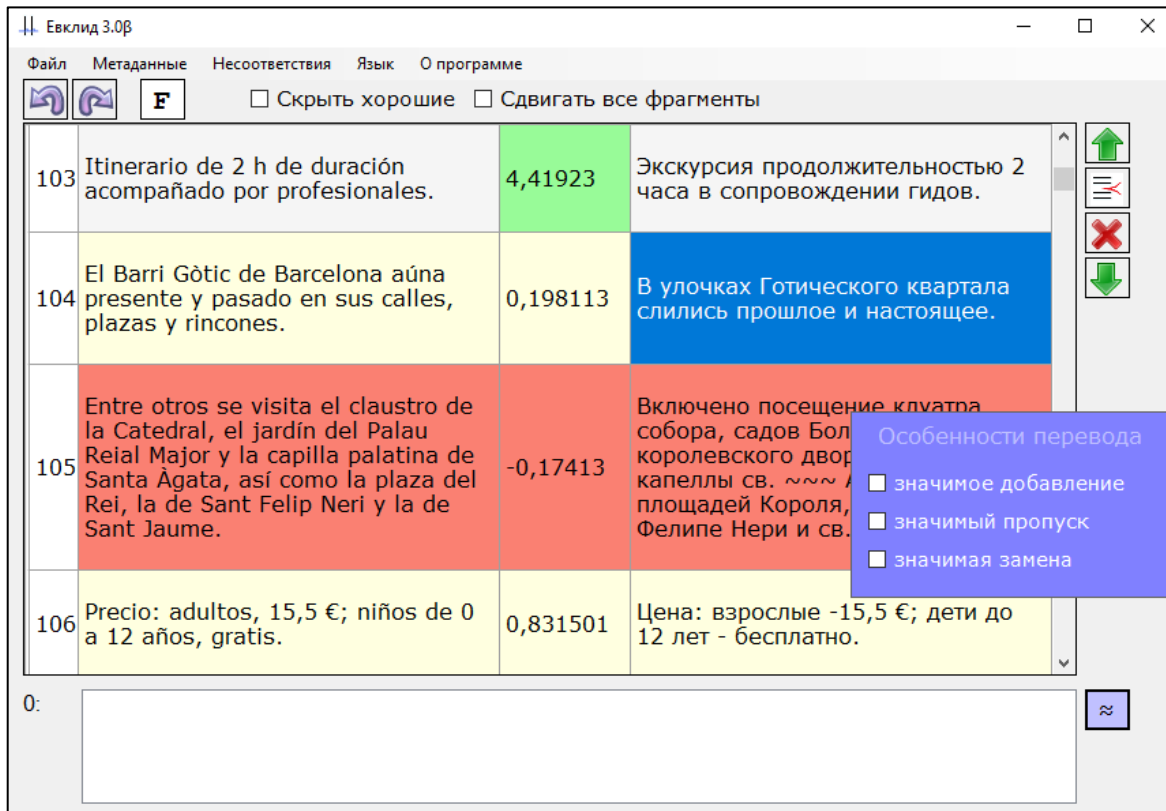 Евклид 3.0β
Файл Метаданные Несоответствия Язык О программе
F Скрыть хорошие Сдвигать все фрагменты
103
Itinerario de 2 h de duración
acompañado por profesionales.
4,41923
Экскурсия продолжительностью 2
часа в сопровождении гидов.
104
El Barri Gòtic de Barcelona aúna
presente y pasado en sus calles,
plazas y rincones.
0,198113
В улочках Готического квартала
слились прошлое и настоящее.
105
Entre otros se visita el claustro de
la Catedral, el jardín del Palau
Reial Major y la capilla palatina de
Santa Àgata, así como la plaza del
Rei, la de Sant Felip Neri y la de
Sant Jaume.
-0,17413
Включено посещение клуатра
собора, садов
королевского
капеллы св. ~~~
площадей Короля,
Фелипе Нери и св.
Особенности перевода
значимое добавление
значимый пропуск
значимая замена
106
Precio: adultos, 15,5 €; niños de 0
a 12 años, gratis.
0,831501
Цена: взрослые -15,5 €; дети до
12 лет - бесплатно.
0:
≈